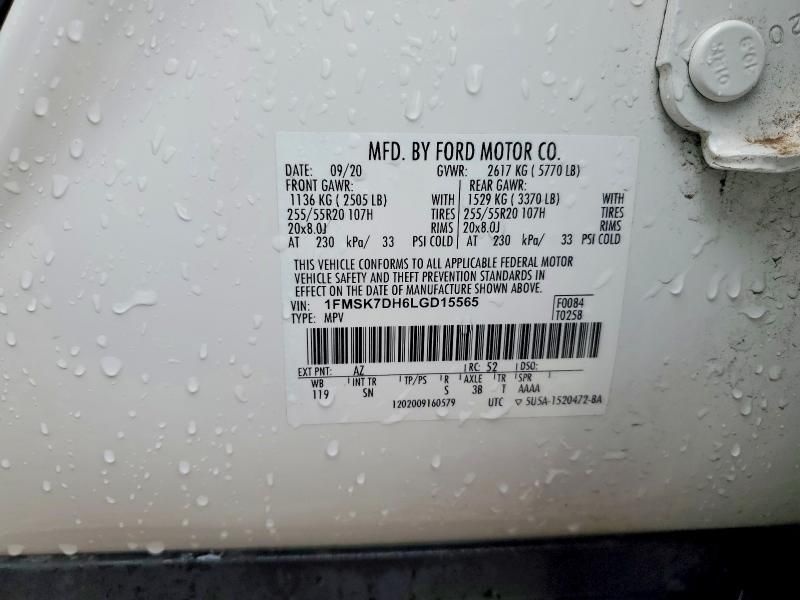 MFD. BY FORD MOTOR CO.
DATE: 09/20 GVWR: 2617 KG ( 5770 LB)
FRONT GAWR: REAR GAWR:
1136 KG ( 2505 LB) WITH 1529 KG ( 3370 LB) WITH
255/55R20 107H TIRES 255/55R20 107H TIRES
20x8.0J RIMS 20x8.0J RIMS
AT 230 kPa/ 33 PSI COLD AT 230 kPa/ 33 PSI COLD
THIS VEHICLE CONFORMS TO ALL APPLICABLE FEDERAL MOTOR
VEHICLE SAFETY AND THEFT PREVENTION STANDARDS IN
EFFECT ON THE DATE OF MANUFACTURE SHOWN ABOVE.
VIN: 1FMSK7DH6LGD15565 F0084
TYPE: MPV T0258
EXT PNT: AZ RC: 52 DSO:
WB INT TR TP/PS R AXLE TR SPR
119 SN S 3B T AAAA
1202009160579 UTC ▽ 5U5A-1520472-BA